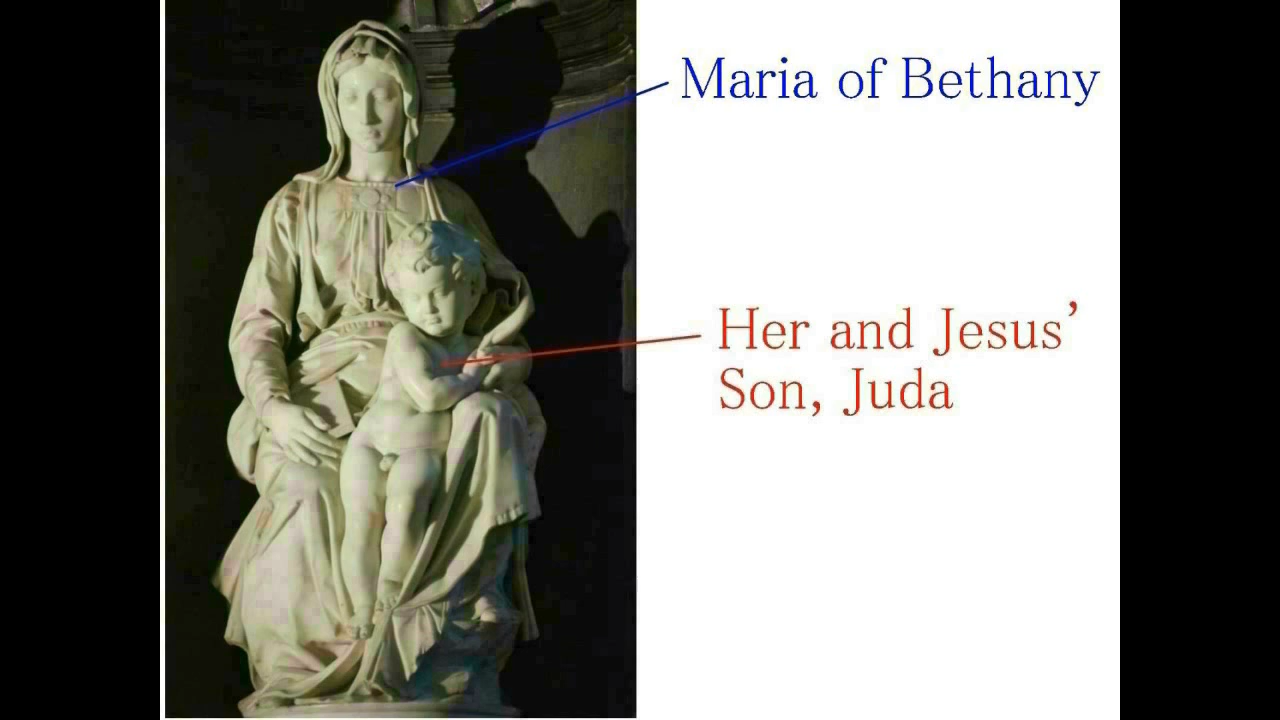 Maria of Bethany
Her and Jesus’
Son, Juda